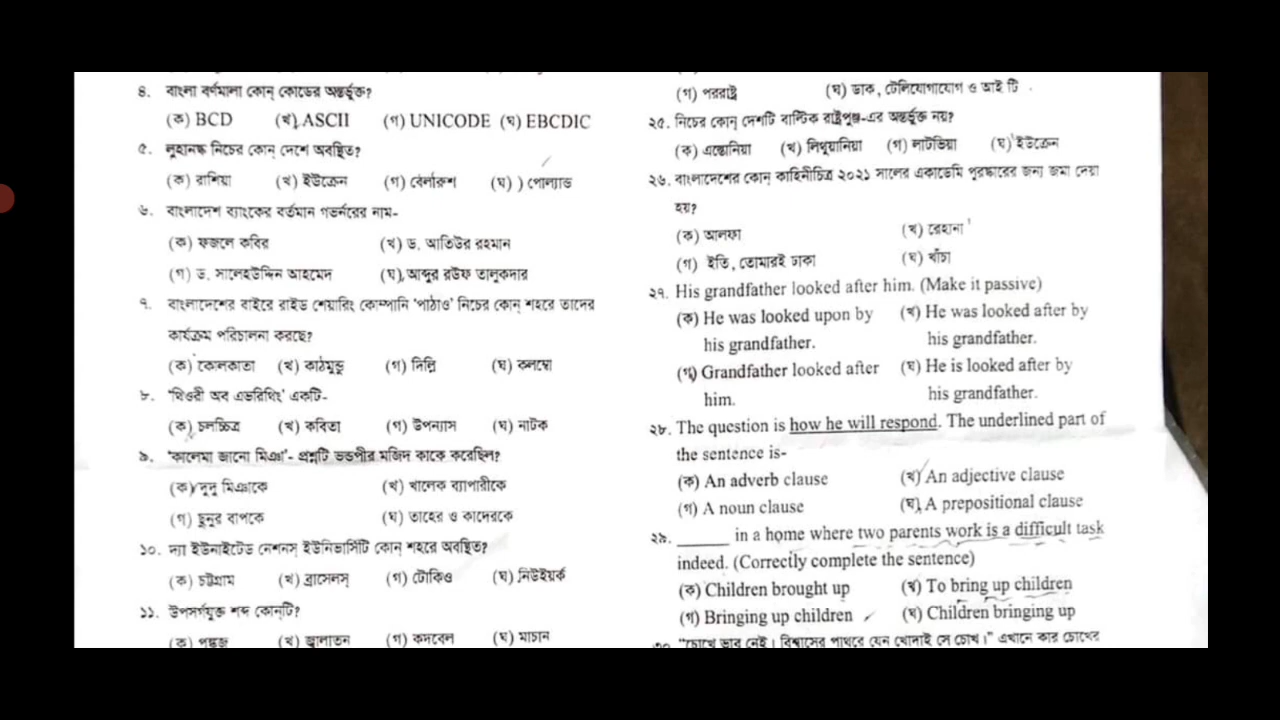 ৪. বাংলা বর্ণমালা কোন্ কোডের অন্তর্ভুক্ত?
(ক) BCD (খ) ASCII (গ) UNICODE (ঘ) EBCDIC
৫. লুহানস্ক নিচের কোন্ দেশে অবস্থিত?
(ক) রাশিয়া (খ) ইউক্রেন (গ) বেলারুশ (ঘ) ) পোল্যান্ড
৬. বাংলাদেশ ব্যাংকের বর্তমান গভর্নরের নাম-
(ক) ফজলে কবির (খ) ড. আতিউর রহমান
(গ) ড. সালেহউদ্দিন আহমেদ (ঘ) আব্দুর রউফ তালুকদার
৭. বাংলাদেশের বাইরে রাইড শেয়ারিং কোম্পানি ‘পাঠাও’ নিচের কোন্ শহরে তাদের
কার্যক্রম পরিচালনা করছে?
(ক) কোলকাতা (খ) কাঠমুন্ডু (গ) দিল্লি (ঘ) কলম্বো
৮. ‘থিওরী অব এভরিথিং’ একটি-
(ক) চলচ্চিত্র (খ) কবিতা (গ) উপন্যাস (ঘ) নাটক
৯. ‘কালেমা জানো মিঞা’- প্রশ্নটি ভন্ডপীর মজিদ কাকে করেছিল?
(ক) দুদু মিঞাকে (খ) খালেক ব্যাপারীকে
(গ) ছুনুর বাপকে (ঘ) তাহের ও কাদেরকে
১০. দ্যা ইউনাইটেড নেশনস্ ইউনিভার্সিটি কোন্ শহরে অবস্থিত?
(ক) চট্টগ্রাম (খ) ব্রাসেলস্ (গ) টোকিও (ঘ) নিউইয়র্ক
১১. উপসর্গযুক্ত শব্দ কোন্‌টি?
(ক) পঙ্কজ (খ) জ্বালাতন (গ) কদবেল (ঘ) মাচান
(গ) পররাষ্ট্র (ঘ) ডাক, টেলিযোগাযোগ ও আই টি
২৫. নিচের কোন্ দেশটি বাল্টিক রাষ্ট্রপুঞ্জ-এর অন্তর্ভুক্ত নয়?
(ক) এস্তোনিয়া (খ) লিথুয়ানিয়া (গ) লাটভিয়া (ঘ) ইউক্রেন
২৬. বাংলাদেশের কোন্ কাহিনীচিত্র ২০২১ সালের একাডেমি পুরষ্কারের জন্য জমা দেয়া
হয়?
(ক) আলফা (খ) রেহানা
(গ) ইতি, তোমারই ঢাকা (ঘ) খাঁচা
২৭. His grandfather looked after him. (Make it passive)
(ক) He was looked upon by (খ) He was looked after by
his grandfather. his grandfather.
(গ) Grandfather looked after (ঘ) He is looked after by
him. his grandfather.
২৮. The question is how he will respond. The underlined part of
the sentence is-
(ক) An adverb clause (খ) An adjective clause
(গ) A noun clause (ঘ) A prepositional clause
২৯. ______ in a home where two parents work is a difficult task
indeed. (Correctly complete the sentence)
(ক) Children brought up (খ) To bring up children
(গ) Bringing up children (ঘ) Children bringing up
৩০. “চোখে ভাব নেই। বিশ্বাসের পাথরে যেন খোদাই সে চোখ।” এখানে কার চোখের